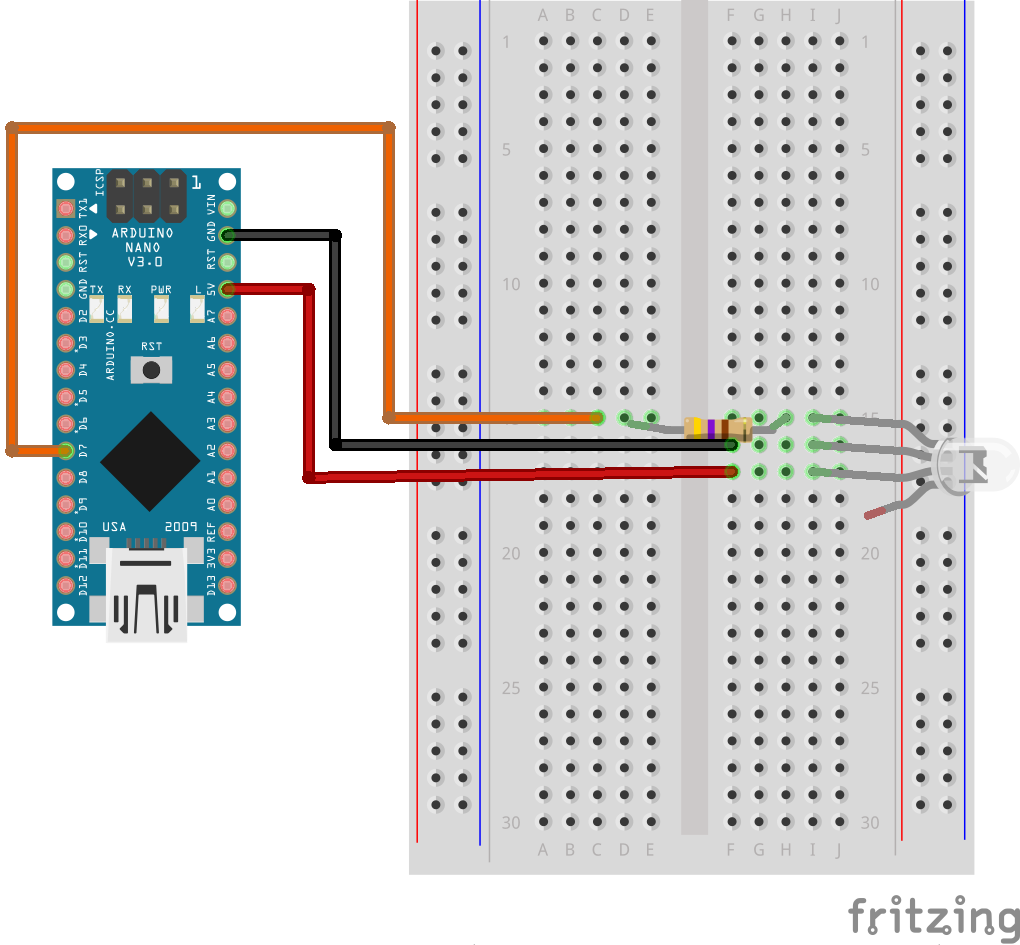 A B C D E F G H I J
1 1
5 5
10 10
15
20 20
25 25
30 30
A B C D E F G H I J
ICSP
1
ARDUINO
NANO
V3.0
TX RX PWR L
RST
ARDUINO.CC
USA 2009
TX1
RX0
RST
GND
D2
D3
D4
D5
D6
D7
D8
D9
D10
D11
D12
VIN
GND
RST
5V
A7
A6
A5
A4
A3
A2
A1
A0
REF
3V3
D13
fritzing